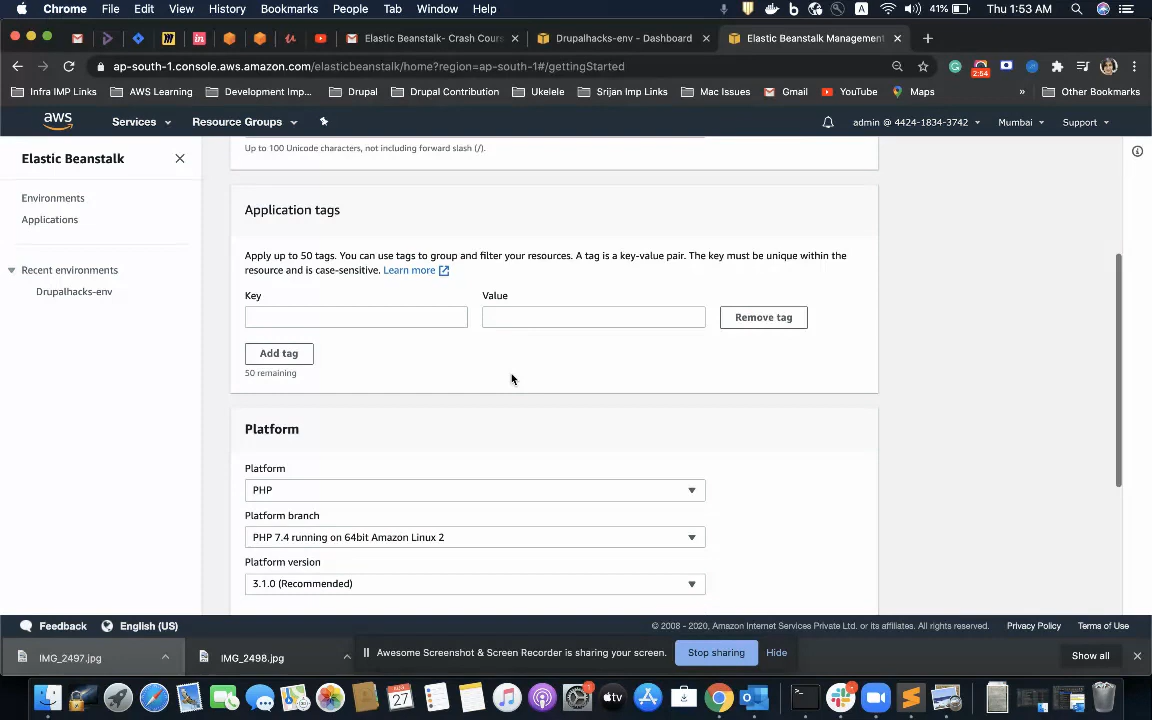 Chrome File Edit View History Bookmarks People Tab Window Help 41% Thu 1:53 AM
Elastic Beanstalk- Crash Cour Drupalhacks-env - Dashboard Elastic Beanstalk Management
ap-south-1.console.aws.amazon.com/elasticbeanstalk/home?region=ap-south-1#/gettingStarted 2:54
Infra IMP Links AWS Learning Development Imp... Drupal Drupal Contribution Ukelele Srijan Imp Links Mac Issues Gmail YouTube Maps » Other Bookmarks
aws Services Resource Groups admin @ 4424-1834-3742 Mumbai Support
Elastic Beanstalk
Environments
Applications
Recent environments
Drupalhacks-env
Up to 100 Unicode characters, not including forward slash (/).
Application tags
Apply up to 50 tags. You can use tags to group and filter your resources. A tag is a key-value pair. The key must be unique within the
resource and is case-sensitive. Learn more
Key Value
Remove tag
Add tag
50 remaining
Platform
Platform
PHP
Platform branch
PHP 7.4 running on 64bit Amazon Linux 2
Platform version
3.1.0 (Recommended)
Feedback English (US) © 2008 - 2020, Amazon Internet Services Private Ltd. or its affiliates. All rights reserved. Privacy Policy Terms of Use
IMG_2497.jpg IMG_2498.jpg Awesome Screenshot & Screen Recorder is sharing your screen. Stop sharing Hide Show all
AUG 27 tv